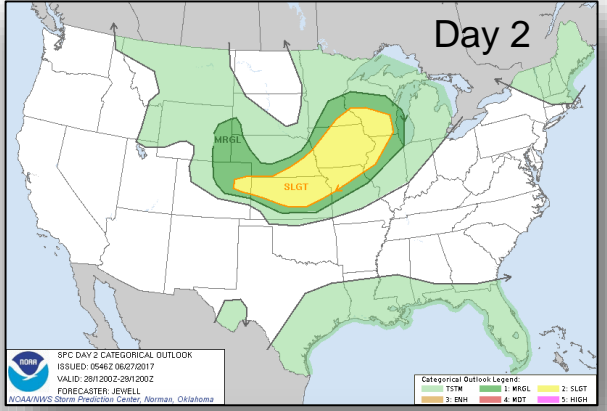 Day 2
MRGL
SLGT
NOAA
SPC DAY 2 CATEGORICAL OUTLOOK
ISSUED: 0546Z 06/27/2017
VALID: 28/1200Z-29/1200Z
FORECASTER: JEWELL
NOAA/NWS Storm Prediction Center, Norman, Oklahoma
Categorical Outlook Legend:
TSTM 1: MRGL 2: SLGT
3: ENH 4: MDT 5: HIGH